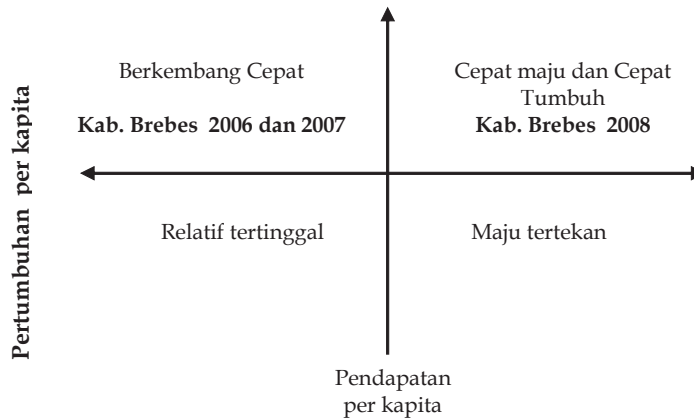 Berkembang Cepat
Kab. Brebes 2006 dan 2007
Cepat maju dan Cepat
Tumbuh
Kab. Brebes 2008
Pertumbuhan per kapita
Relatif tertinggal
Maju tertekan
Pendapatan
per kapita